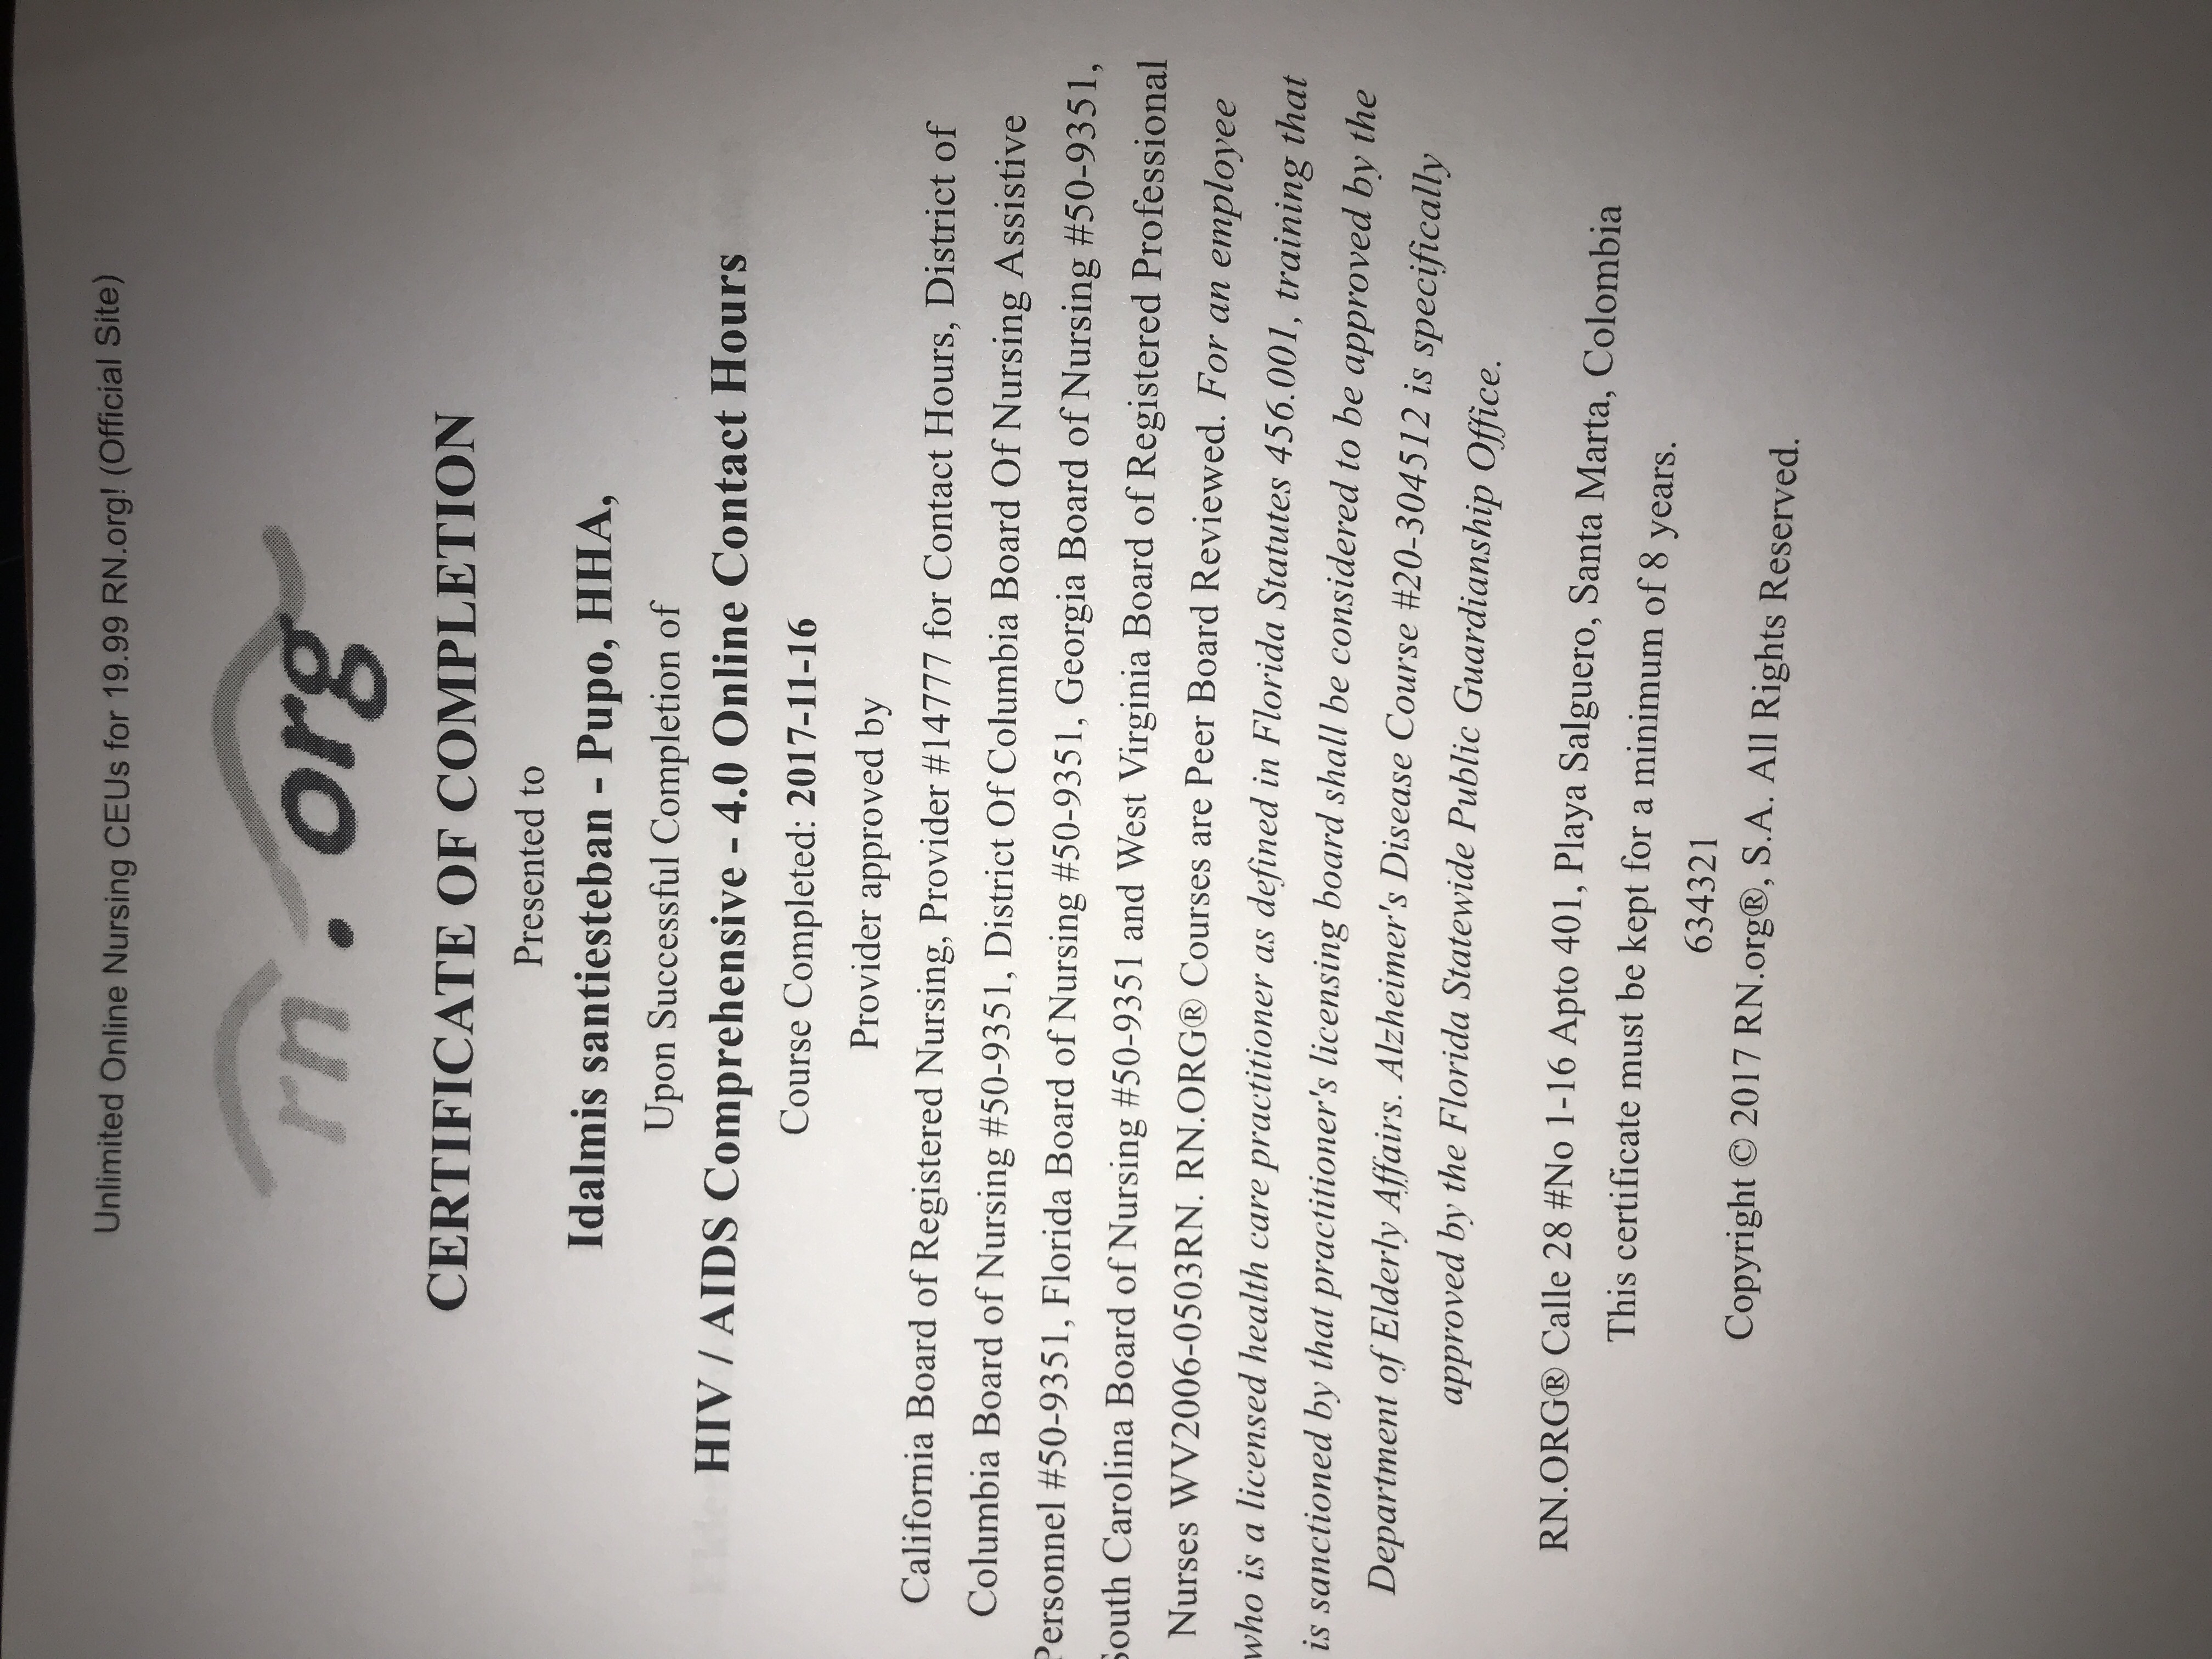 Unlimited Online Nursing CEUs for 19.99 RN.org! (Official Site)
rn.org
CERTIFICATE OF COMPLETION
Presented to
Idalmis santiesteban - Pupo, HHA,
Upon Successful Completion of
HIV / AIDS Comprehensive - 4.0 Online Contact Hours
Course Completed: 2017-11-16
Provider approved by
California Board of Registered Nursing, Provider #14777 for Contact Hours, District of
Columbia Board of Nursing #50-9351, District Of Columbia Board Of Nursing Assistive
Personnel #50-9351, Florida Board of Nursing #50-9351, Georgia Board of Nursing #50-9351,
South Carolina Board of Nursing #50-9351 and West Virginia Board of Registered Professional
Nurses WV2006-0503RN. RN.ORG® Courses are Peer Board Reviewed. For an employee
who is a licensed health care practitioner as defined in Florida Statutes 456.001, training that
is sanctioned by that practitioner's licensing board shall be considered to be approved by the
Department of Elderly Affairs. Alzheimer's Disease Course #20-304512 is specifically
approved by the Florida Statewide Public Guardianship Office.
RN.ORG® Calle 28 #No 1-16 Apto 401, Playa Salguero, Santa Marta, Colombia
This certificate must be kept for a minimum of 8 years.
634321
Copyright © 2017 RN.org®, S.A. All Rights Reserved.